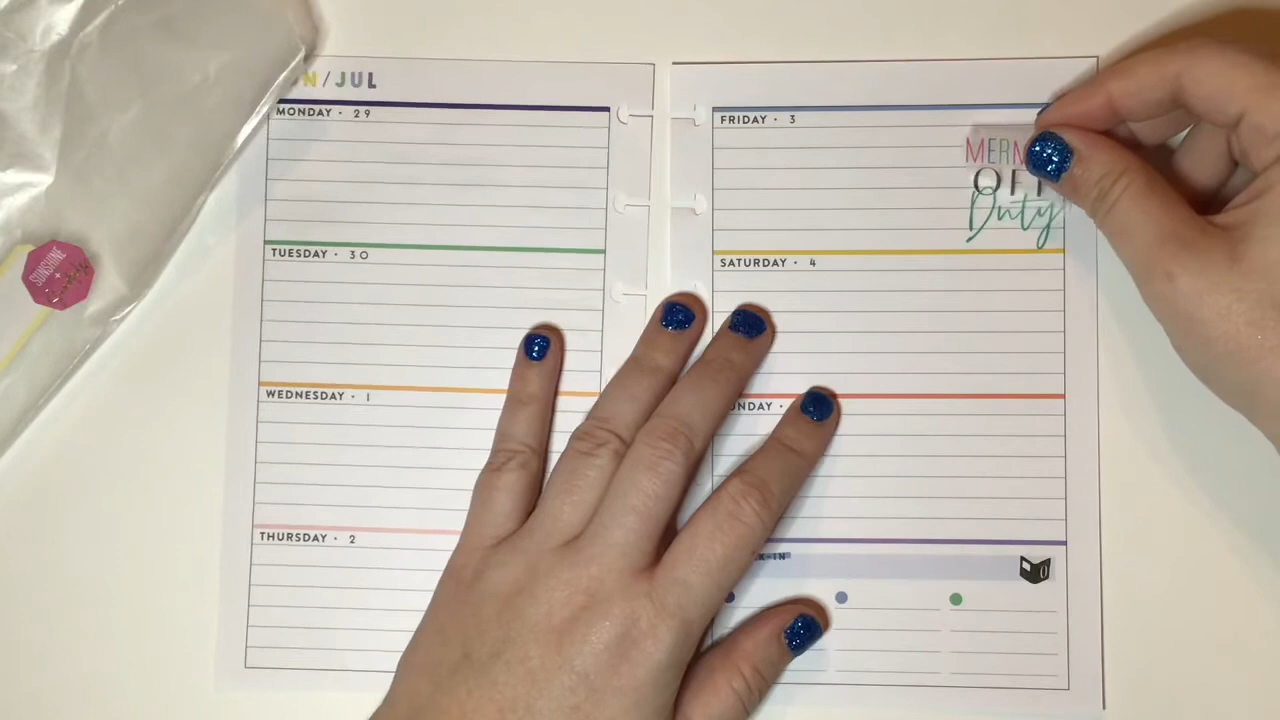 /JUL
MONDAY • 29
TUESDAY • 30
WEDNESDAY • 1
THURSDAY • 2
FRIDAY • 3
OFF
Duty
SATURDAY • 4
SUNSHINE
+